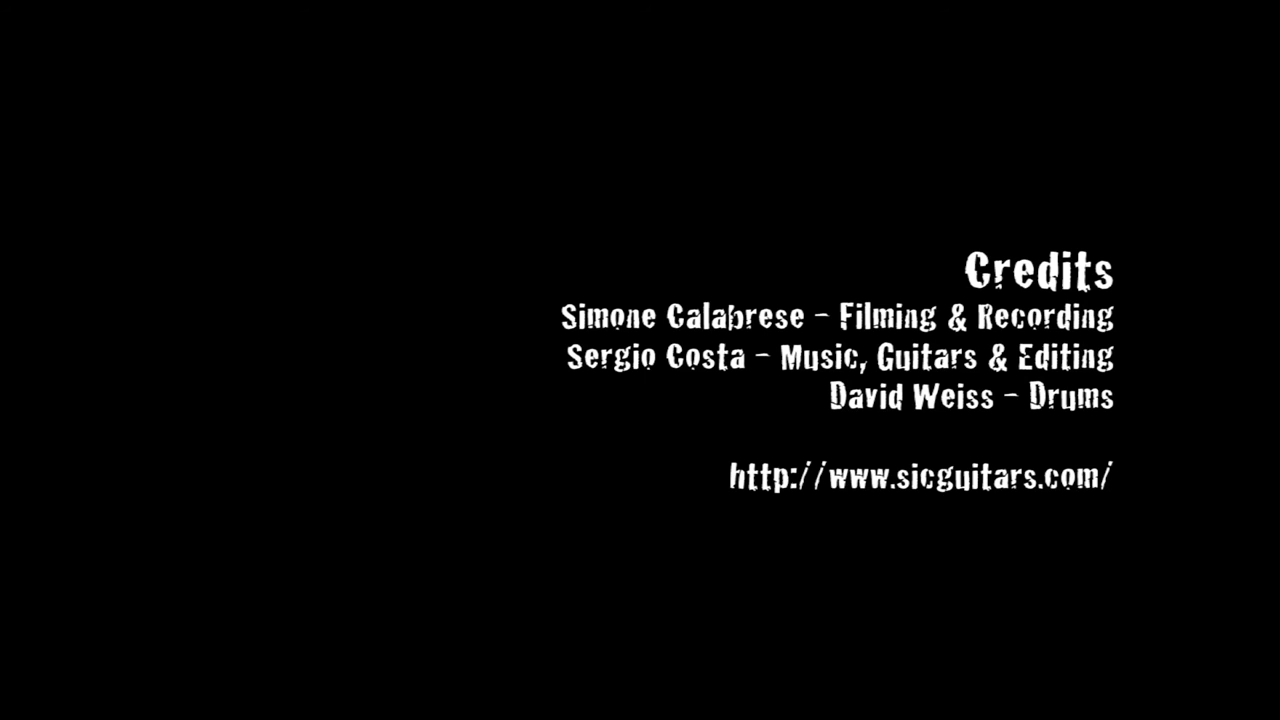 Credits
Simone Calabrese - Filming & Recording
Sergio Costa - Music, Guitars & Editing
David Weiss - Drums
http://www.sicguitars.com/